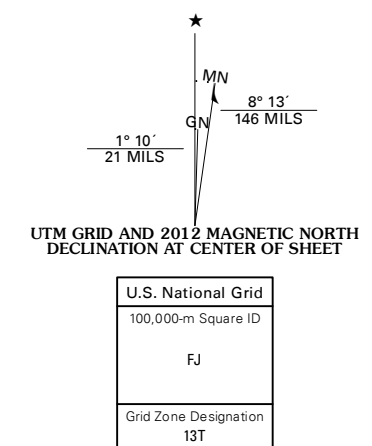 ★
MN
8° 13´
146 MILS
GN
1° 10´
21 MILS
UTM GRID AND 2012 MAGNETIC NORTH
DECLINATION AT CENTER OF SHEET
U.S. National Grid
100,000-m Square ID
FJ
Grid Zone Designation
13T